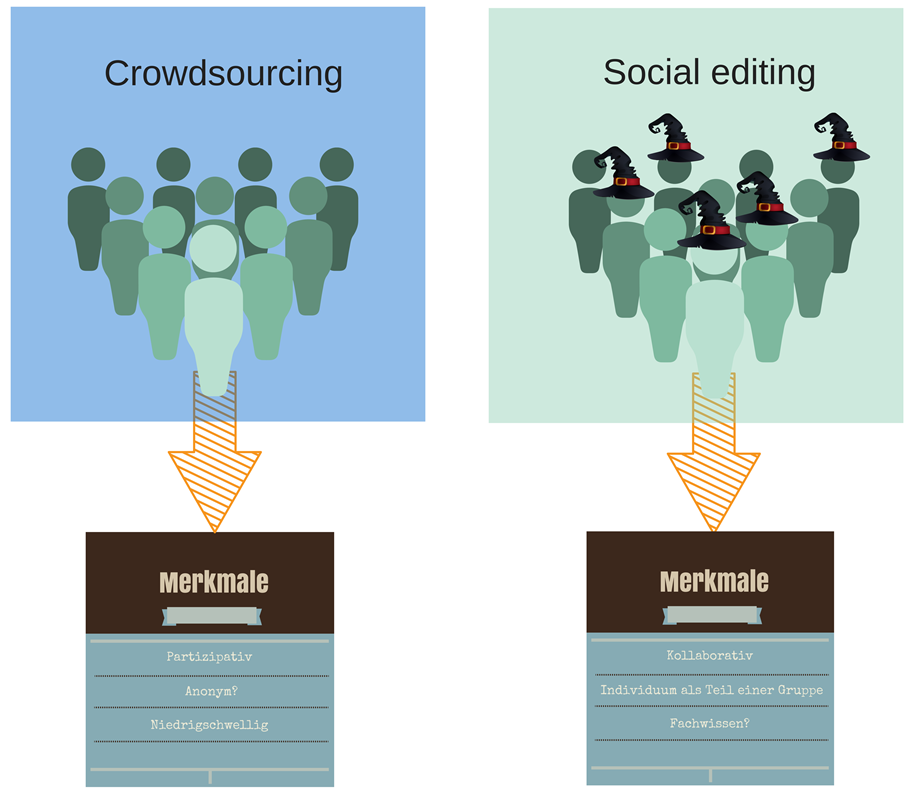 Crowdsourcing
Social editing
Merkmale
Partizipativ
Anonym?
Niedrigschwellig
Merkmale
Kollaborativ
Individuum als Teil einer Gruppe
Fachwissen?